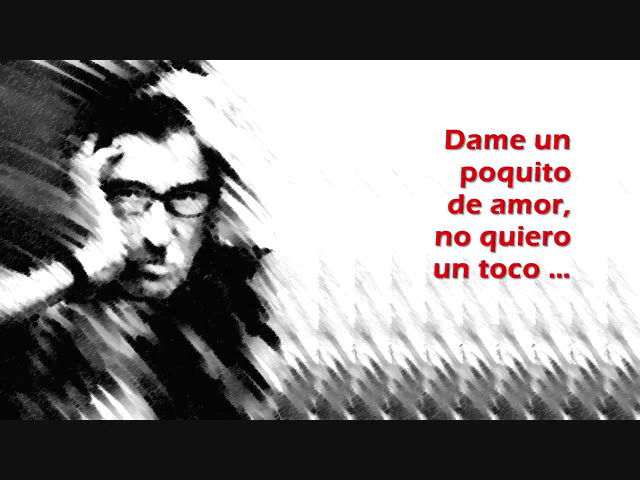 Dame un
poquito
de amor,
no quiero
un toco ...